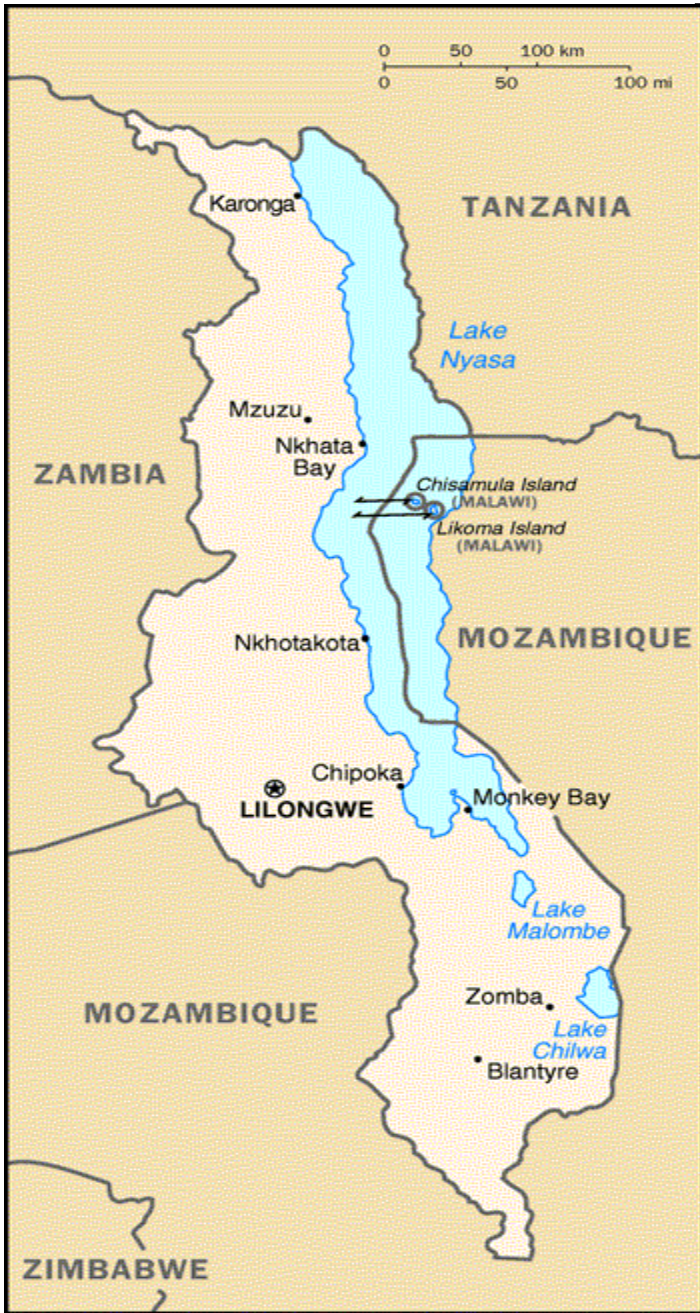 0 50 100 km
0 50 100 mi
Karonga
TANZANIA
Lake
Nyasa
Mzuzu
Nkhata
Bay
ZAMBIA
Chisamula Island
(MALAWI)
Likoma Island
(MALAWI)
Nkhotakota
MOZAMBIQUE
Chipoka
LILONGWE
Monkey Bay
Lake
Malombe
Zomba
MOZAMBIQUE
Lake
Chilwa
Blantyre
ZIMBABWE